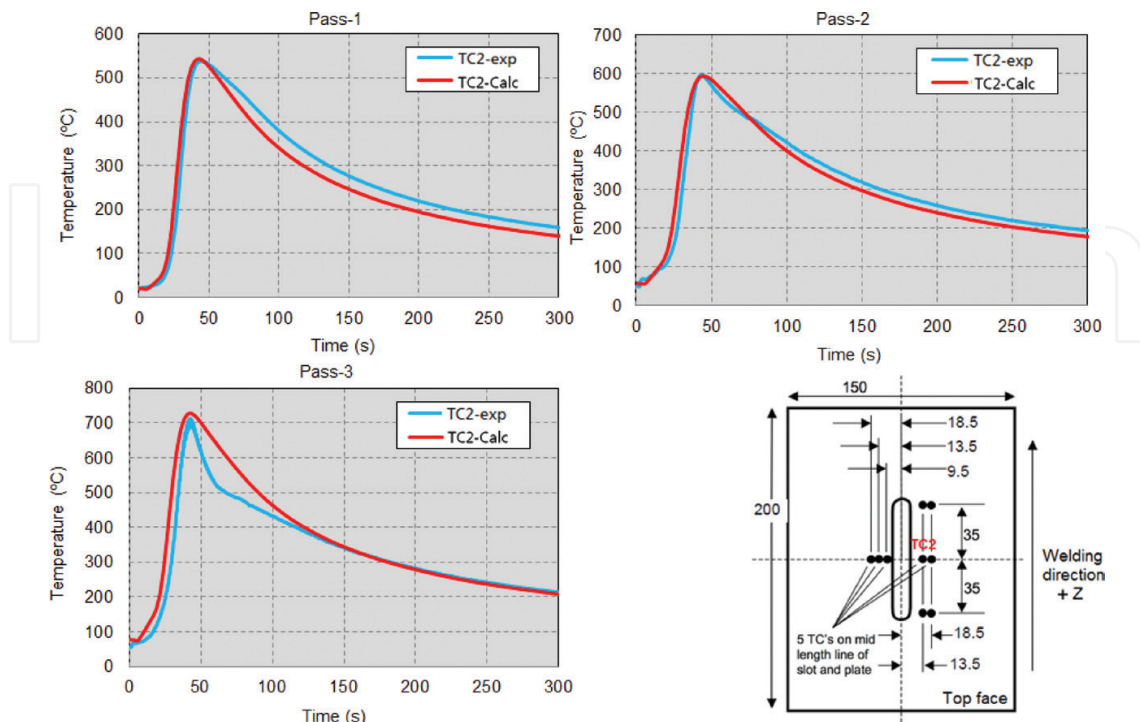 Pass-1
Temperature (ºC)
600
500
400
300
200
100
0
TC2-exp
TC2-Calc
0 50 100 150 200 250 300
Time (s)
Pass-2
Temperature (ºC)
700
600
500
400
300
200
100
0
TC2-exp
TC2-Calc
0 50 100 150 200 250 300
Time (s)
Pass-3
Temperature (ºC)
800
700
600
500
400
300
200
100
0
TC2-exp
TC2-Calc
0 50 100 150 200 250 300
Time (s)
150
18.5
13.5
9.5
200
TC2
35
35
Welding
direction
+ Z
5 TC's on mid
length line of
slot and plate
18.5
13.5
Top face